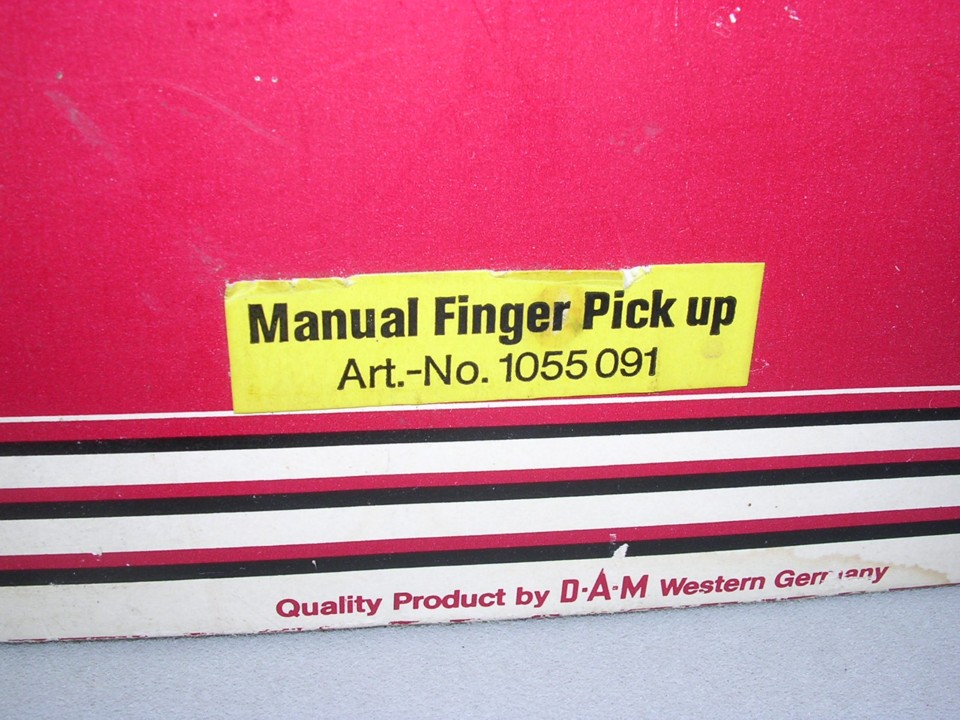 Manual Finger Pick up
Art.-No. 1055 091
Quality Product by D·A·M Western Germany